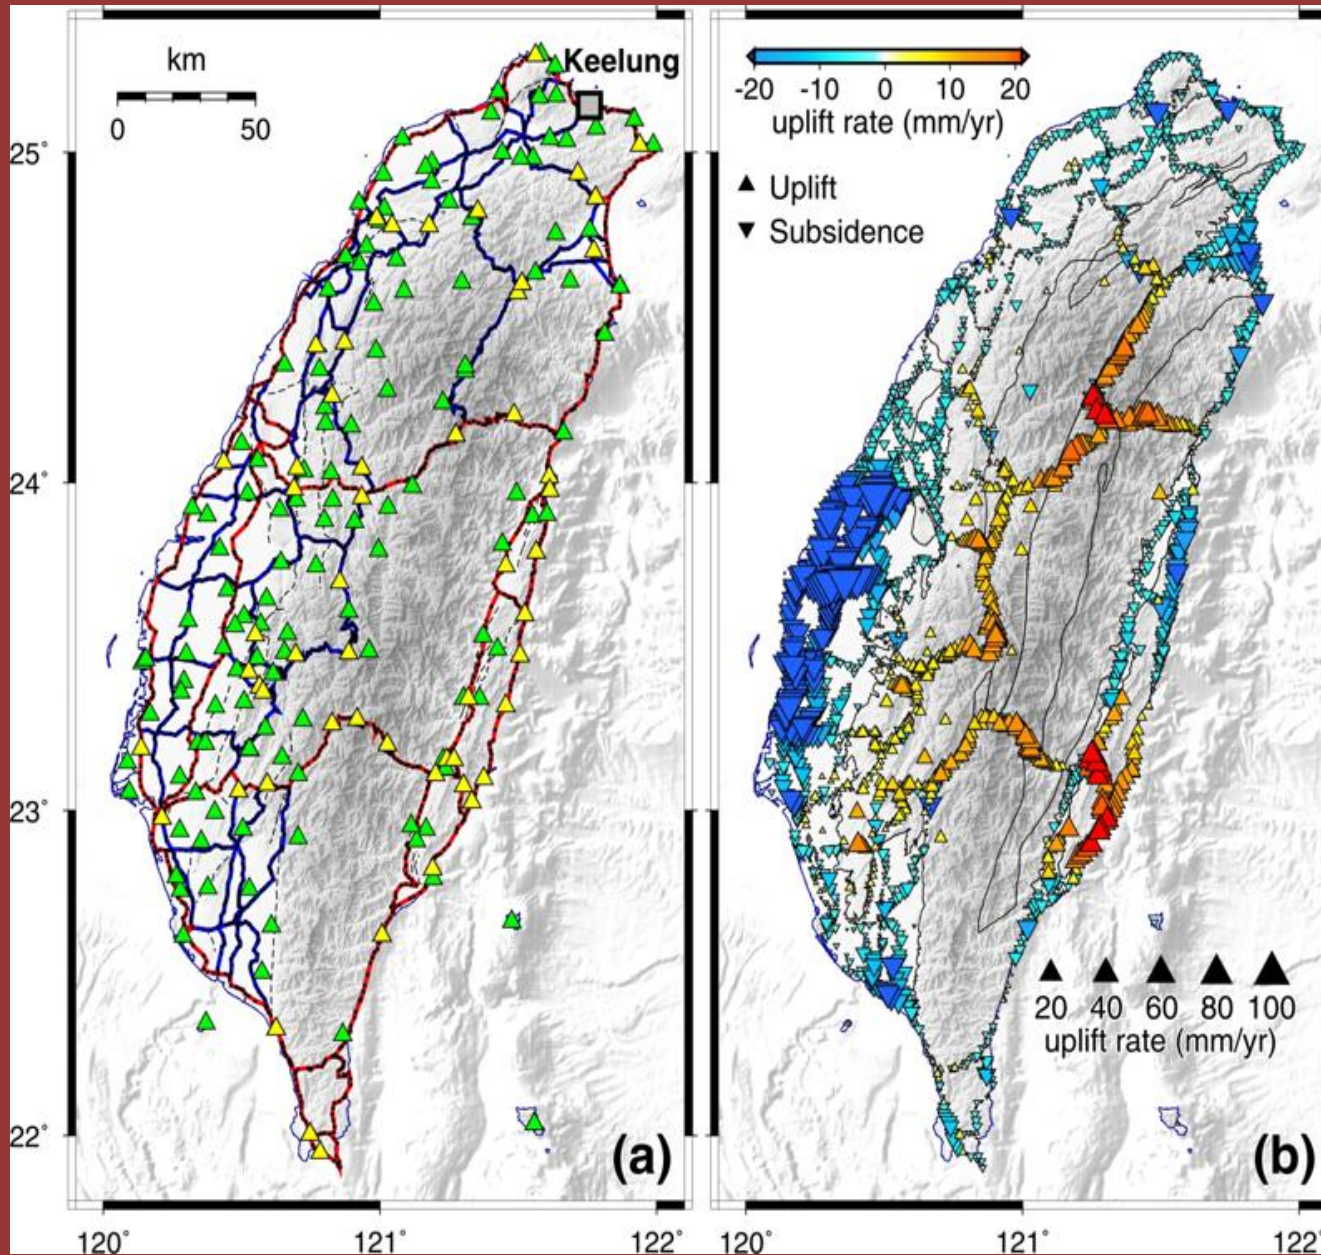 km
0 50
Keelung
25˚
24˚
23˚
22˚
120˚ 121˚ 122˚
(a)
-20 -10 0 10 20
uplift rate (mm/yr)
Uplift
Subsidence
20 40 60 80 100
uplift rate (mm/yr)
(b)
120˚ 121˚ 122˚